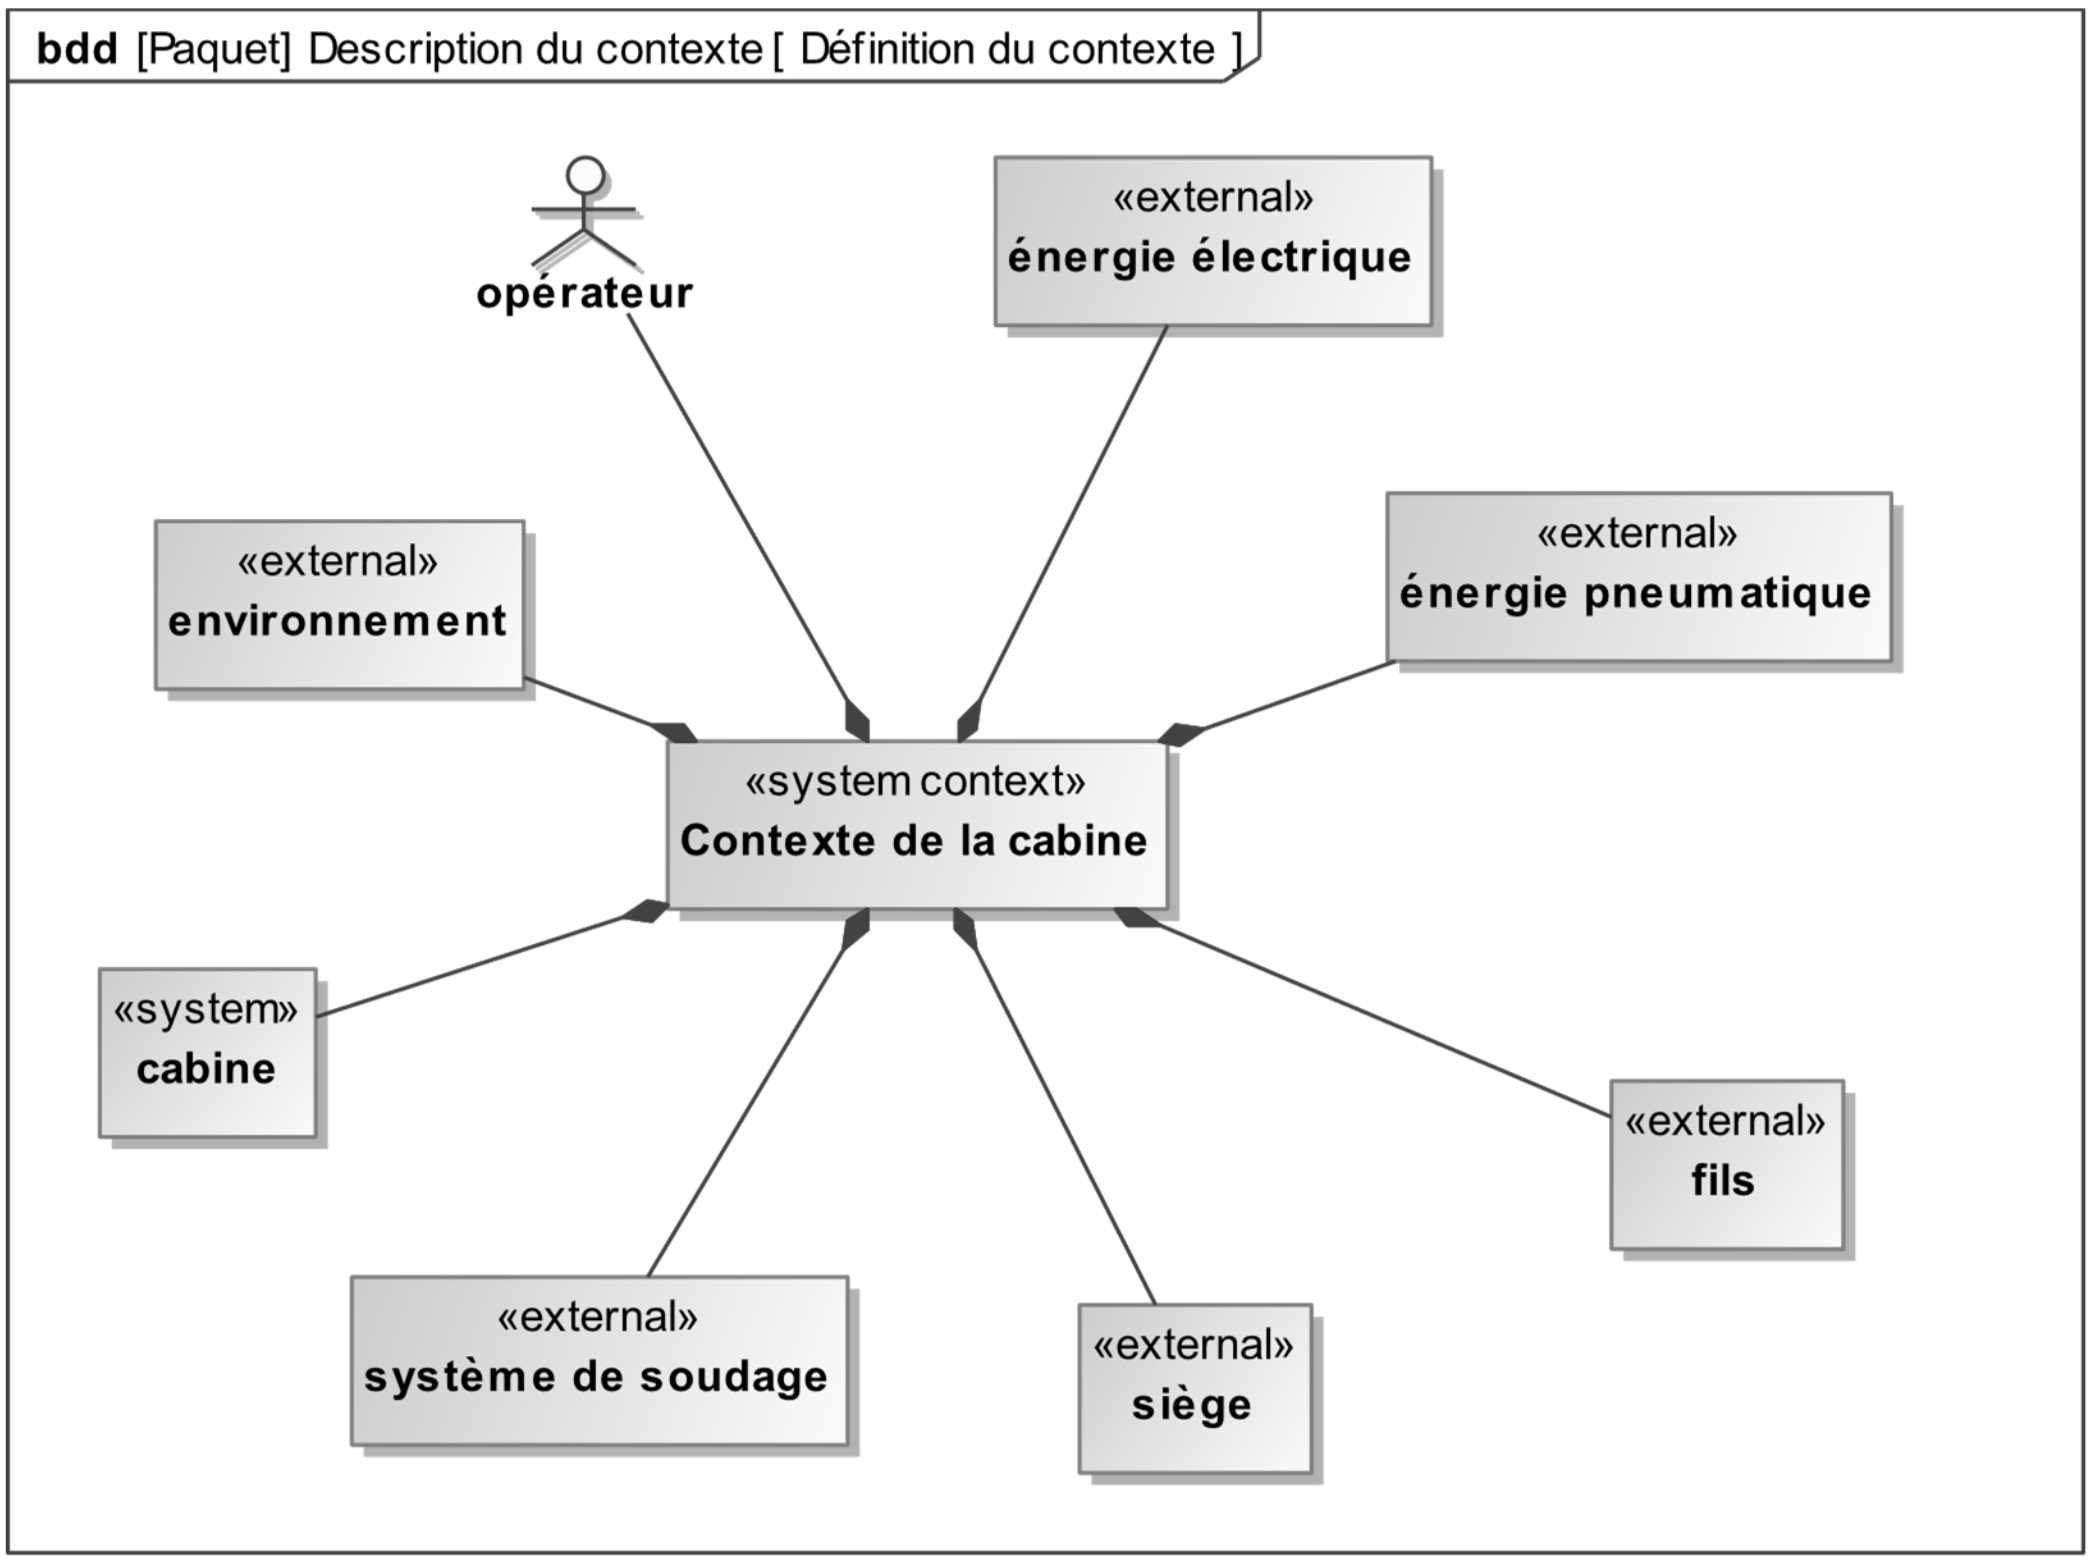 bdd [Paquet] Description du contexte [ Définition du contexte ]
opérateur
«external»
énergie électrique
«external»
environnement
«external»
énergie pneumatique
«system context»
Contexte de la cabine
«system»
cabine
«external»
fils
«external»
système de soudage
«external»
siège